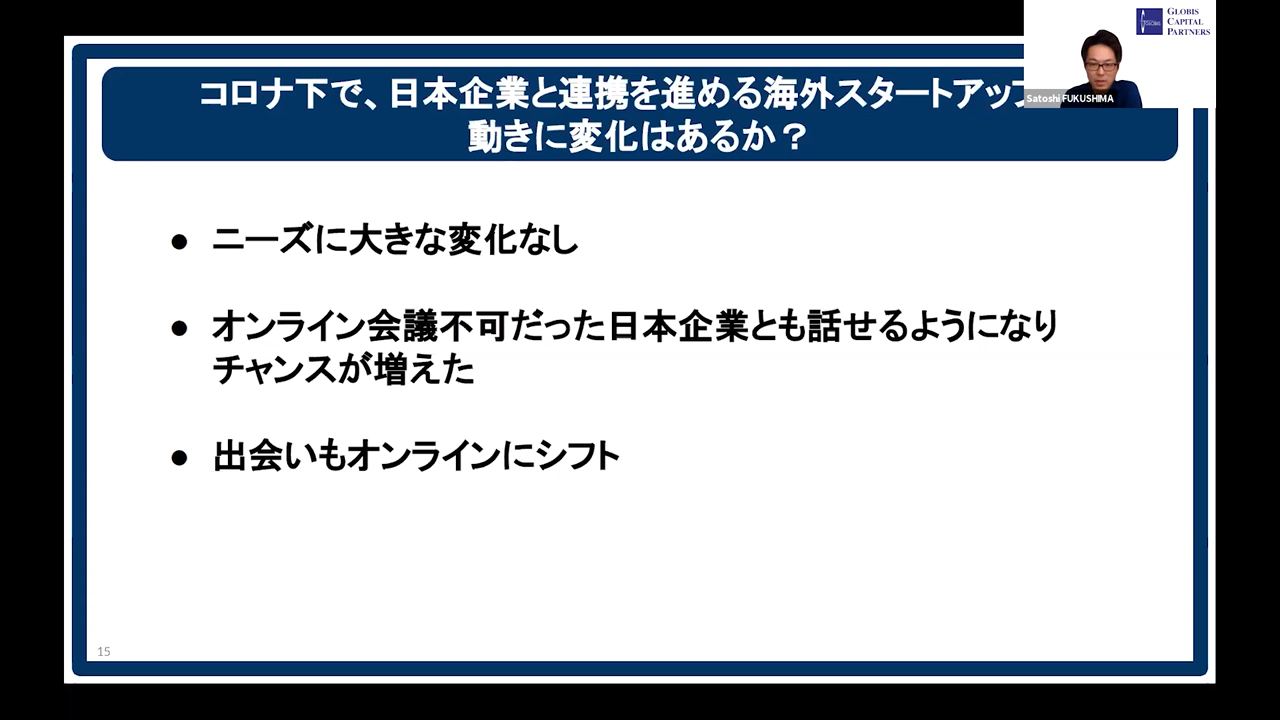 コロナ下で、日本企業と連携を進める海外スタートアップ
動きに変化はあるか？
● ニーズに大きな変化なし
● オンライン会議不可だった日本企業とも話せるようになり
チャンスが増えた
● 出会いもオンラインにシフト
15
GLOBIS
CAPITAL
PARTNERS
Satoshi FUKUSHIMA